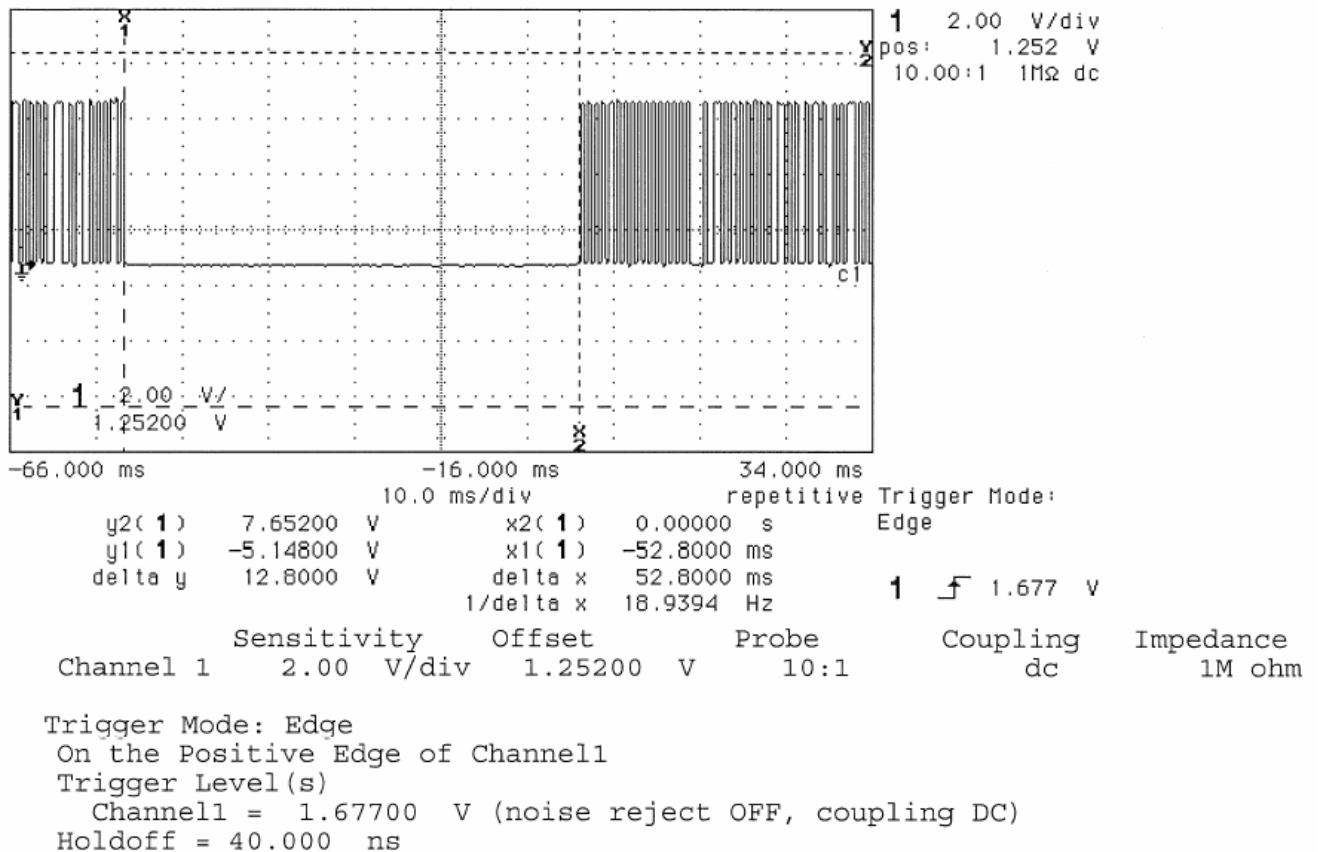 X
1
1 2.00 V/div
Y
2
pos: 1.252 V
10.00:1 1MΩ dc
c1
1 2.00 V/
Y
1
1.25200 V
X
2
-66.000 ms -16.000 ms 34.000 ms
10.0 ms/div repetitive Trigger Mode:
y2( 1 ) 7.65200 V x2( 1 ) 0.00000 s Edge
y1( 1 ) -5.14800 V x1( 1 ) -52.8000 ms
delta y 12.8000 V delta x 52.8000 ms
1 1.677 V
1/delta x 18.9394 Hz
Sensitivity Offset Probe Coupling Impedance
Channel 1 2.00 V/div 1.25200 V 10:1 dc 1M ohm
Trigger Mode: Edge
On the Positive Edge of Channel1
Trigger Level(s)
Channel1 = 1.67700 V (noise reject OFF, coupling DC)
Holdoff = 40.000 ns